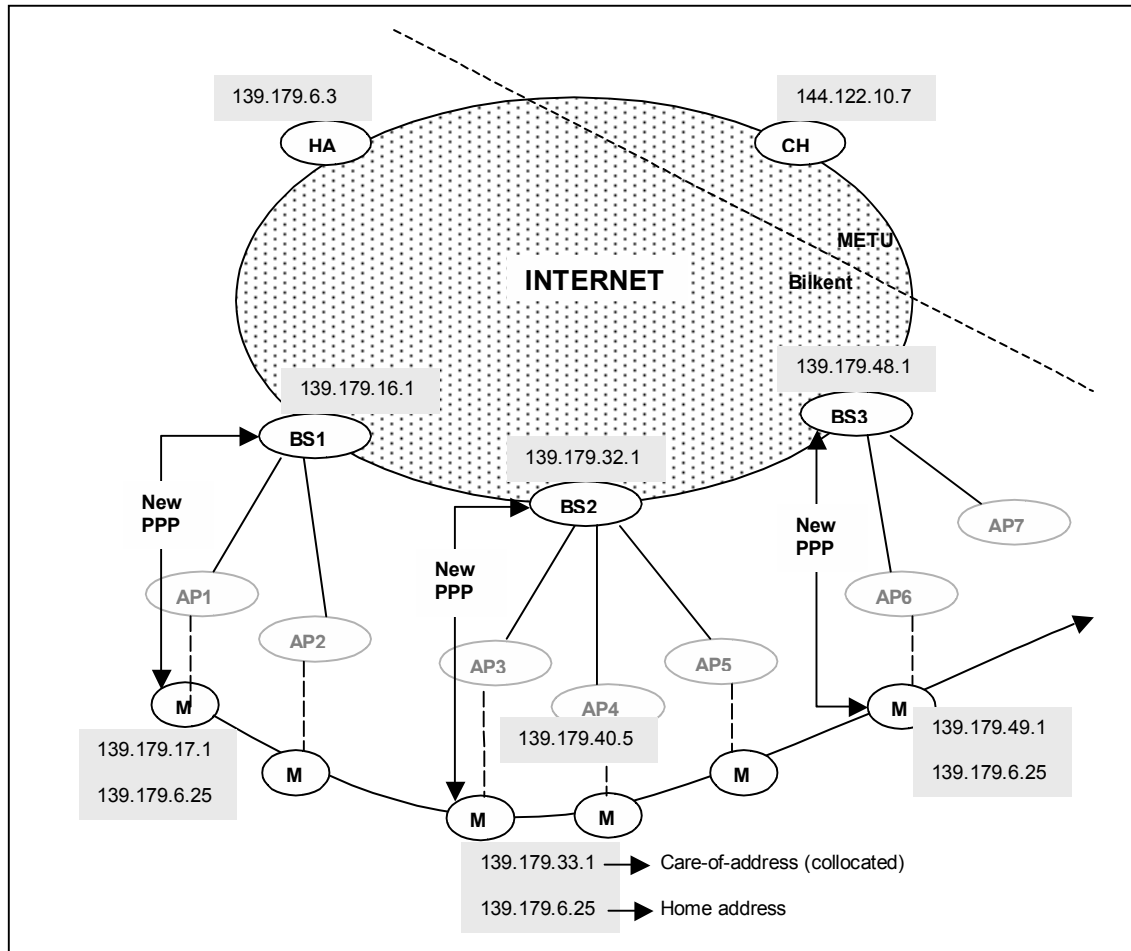 139.179.6.3
144.122.10.7
HA
CH
METU
Bilkent
INTERNET
139.179.48.1
139.179.16.1
BS3
BS1
139.179.32.1
New
PPP
BS2
New
PPP
AP7
New
PPP
AP1
AP6
AP2
AP3
AP5
M
AP4
M
139.179.40.5
139.179.17.1
139.179.49.1
M
M
139.179.6.25
139.179.6.25
M
M
139.179.33.1
Care-of-address (collocated)
139.179.6.25
Home address